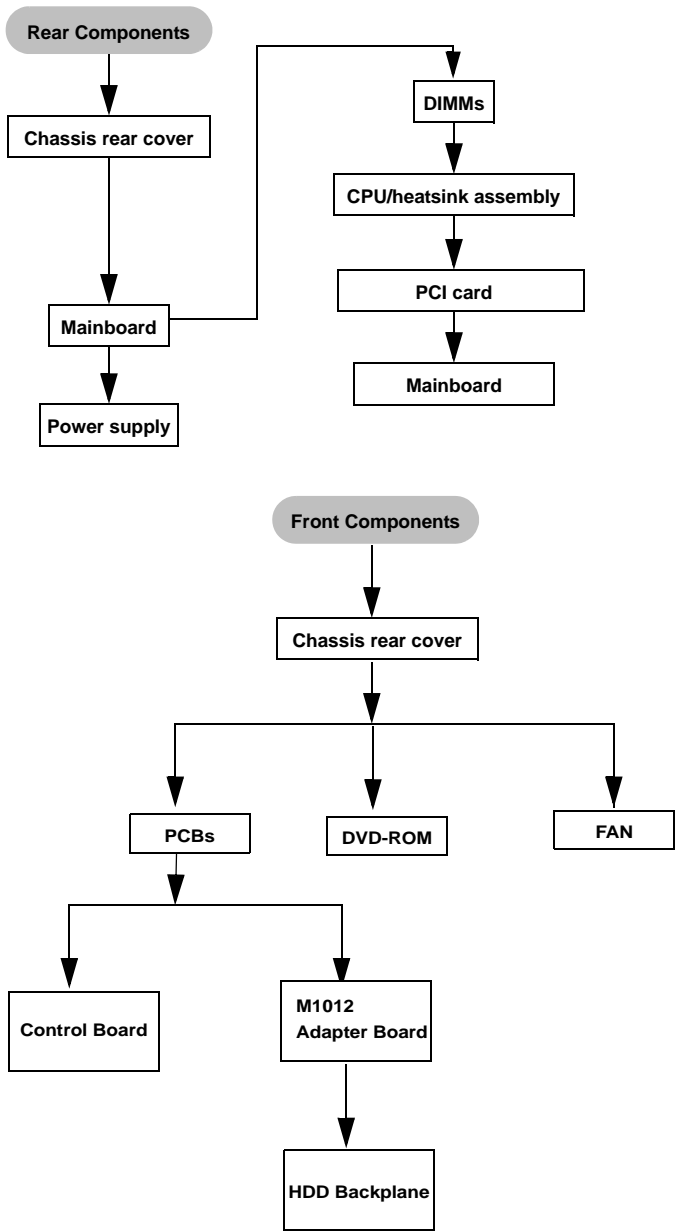 Rear Components
Chassis rear cover
Mainboard
Power supply
DIMMs
CPU/heatsink assembly
PCI card
Mainboard
Front Components
Chassis rear cover
PCBs
DVD-ROM
FAN
Control Board
M1012
Adapter Board
HDD Backplane